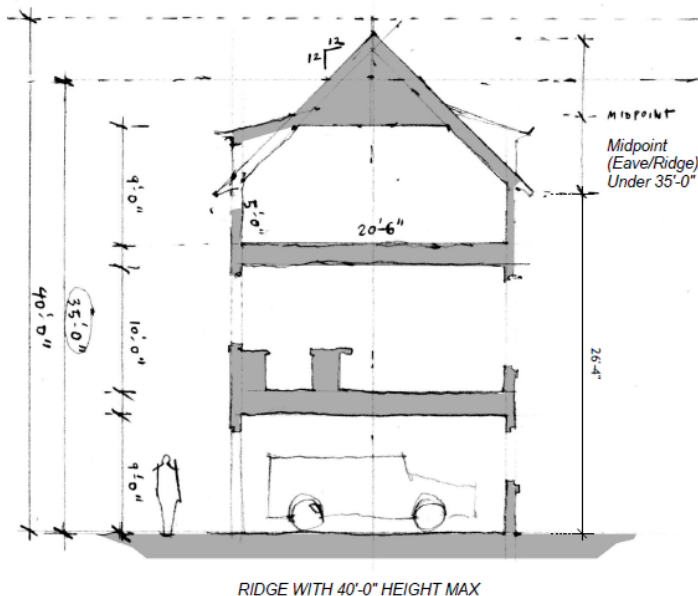 12
12
MIDPOINT
Midpoint
(Eave/Ridge)
Under 35'-0"
9'-0"
5'-0"
20'-6"
40'-0"
35'-0"
10'-0"
26'-4"
9'-0"
RIDGE WITH 40'-0" HEIGHT MAX